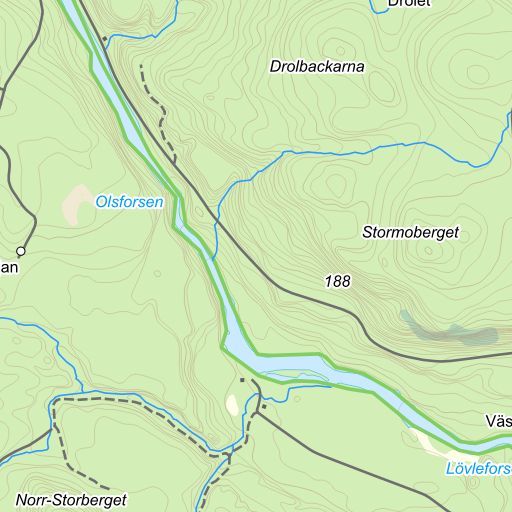 Drolet
Drolbackarna
Olsforsen
Stormoberget
an
188
Väs
Lövlefors
Norr-Storberget